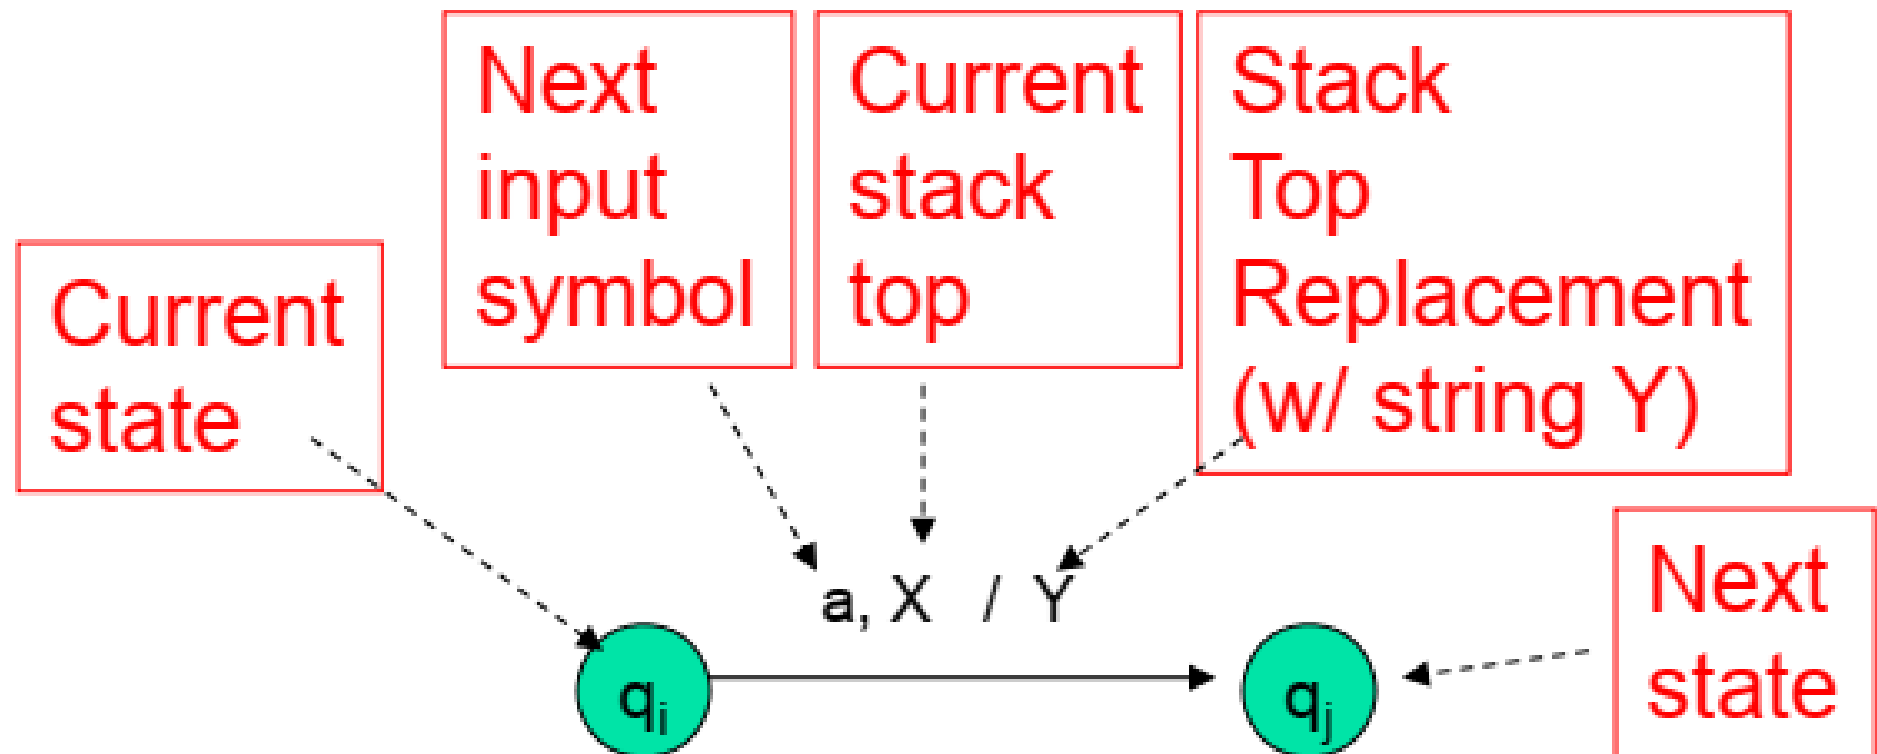 Next
input
symbol
Current
stack
top
Stack
Top
Replacement
(w/ string Y)
Current
state
a, X / Y
Next
state
qi
qj